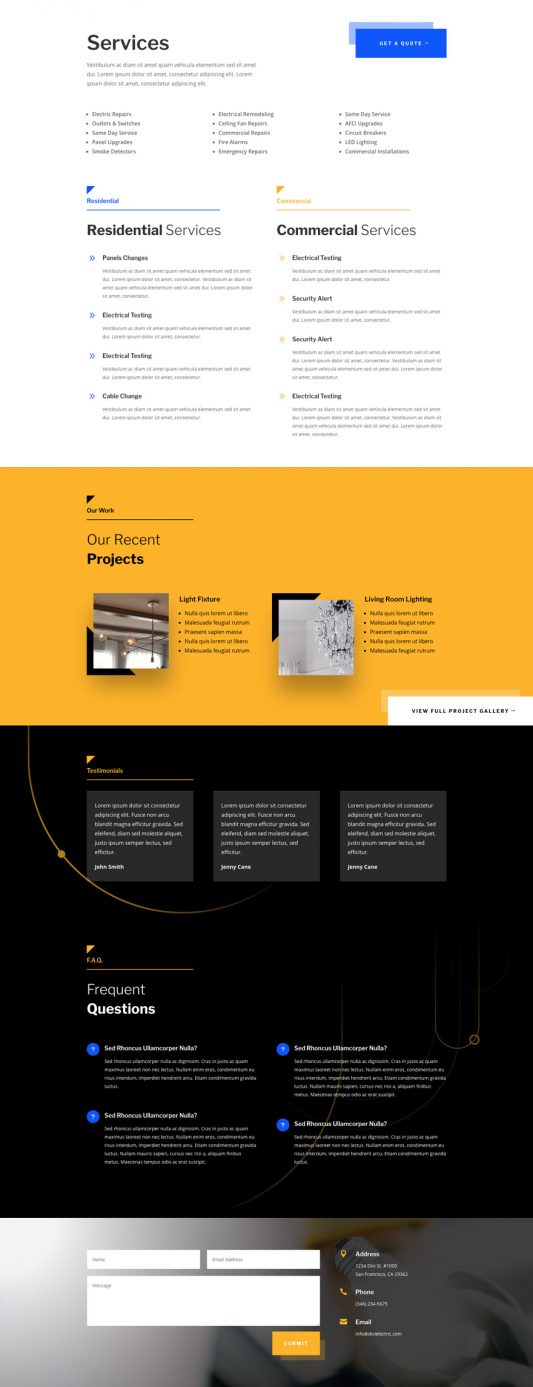 Services
GET A QUOTE →
Vestibulum ac diam sit amet quam vehicula elementum sed sit amet
dui. Lorem ipsum dolor sit amet, consectetur adipiscing elit. Lorem
ipsum dolor sit amet, consectetur adipiscing elit.
Electric Repairs
Outlets & Switches
Same Day Service
Panel Upgrades
Smoke Detectors
Electrical Remodeling
Ceiling Fan Repairs
Commercial Repairs
Fire Alarms
Emergency Repairs
Same Day Service
AFCI Upgrades
Circuit Breakers
LED Lighting
Commercial Installations
Residential
Residential Services
Panels Changes
Vestibulum ac diam sit amet quam vehicula elementum sed sit amet
dui. Lorem ipsum dolor sit amet, consectetur. Vestibulum ac diam sit
amet quam vehicula elementum sed sit amet dui. Lorem ipsum dolor
sit amet, consectetur.
Electrical Testing
Vestibulum ac diam sit amet quam vehicula elementum sed sit amet
dui. Lorem ipsum dolor sit amet, consectetur.
Electrical Testing
Vestibulum ac diam sit amet quam vehicula elementum sed sit amet
dui. Lorem ipsum dolor sit amet, consectetur.
Cable Change
Vestibulum ac diam sit amet quam vehicula elementum sed sit amet
dui. Lorem ipsum dolor sit amet, consectetur.
Commercial
Commercial Services
Electrical Testing
Vestibulum ac diam sit amet quam vehicula elementum sed sit amet
dui. Lorem ipsum dolor sit amet, consectetur.
Security Alert
Vestibulum ac diam sit amet quam vehicula elementum sed sit amet
dui. Lorem ipsum dolor sit amet, consectetur.
Security Alert
Vestibulum ac diam sit amet quam vehicula elementum sed sit amet
dui. Lorem ipsum dolor sit amet, consectetur. Vestibulum ac diam sit
amet quam vehicula elementum sed sit amet dui. Lorem ipsum dolor
sit amet, consectetur.
Electrical Testing
Vestibulum ac diam sit amet quam vehicula elementum sed sit amet
dui. Lorem ipsum dolor sit amet, consectetur. Vestibulum ac diam sit
amet quam vehicula elementum sed sit amet dui. Lorem ipsum dolor
sit amet, consectetur.
Our Work
Our Recent
Projects
Light Fixture
Nulla quis lorem ut libero
Malesuada feugiat rutrum
Praesent sapien massa
Nulla quis lorem ut libero
Malesuada feugiat rutrum
Living Room Lighting
Nulla quis lorem ut libero
Malesuada feugiat rutrum
Praesent sapien massa
Nulla quis lorem ut libero
Malesuada feugiat rutrum
VIEW FULL PROJECT GALLERY →
Testimonials
Lorem ipsum dolor sit consectetur
adipiscing elit. Fusce non arcu
blandit magna efficitur gravida. Sed
eleifend, diam sed molestie aliquet,
justo ipsum semper lectus, sed
efficitur.
John Smith
Lorem ipsum dolor sit consectetur
adipiscing elit. Fusce non arcu
blandit magna efficitur gravida. Sed
eleifend, diam sed molestie aliquet,
justo ipsum semper lectus, sed
efficitur.
Jenny Cane
Lorem ipsum dolor sit consectetur
adipiscing elit. Fusce non arcu
blandit magna efficitur gravida. Sed
eleifend, diam sed molestie aliquet,
justo ipsum semper lectus, sed
efficitur.
Jenny Cane
F.A.Q.
Frequent
Questions
? Sed Rhoncus Ullamcorper Nulla?
Sed rhoncus ullamcorper nulla ac dignissim. Cras in justo ac quam
maximus laoreet non nec lectus. Nullam enim eros, condimentum eu
risus interdum, imperdiet hendrerit arcu. Etiam condimentum gravida
luctus.
? Sed Rhoncus Ullamcorper Nulla?
Sed rhoncus ullamcorper nulla ac dignissim. Cras in justo ac quam
maximus laoreet non nec lectus. Nullam enim eros, condimentum eu
risus interdum, imperdiet hendrerit arcu. Etiam condimentum gravida
luctus. Nullam mauris sapien, cursus nec nisi a, aliquam finibus
metus. Maecenas tempus odio ac erat suscipit.
? Sed Rhoncus Ullamcorper Nulla?
Sed rhoncus ullamcorper nulla ac dignissim. Cras in justo ac quam
maximus laoreet non nec lectus. Nullam enim eros, condimentum
luctus. Nullam mauris sapien, cursus nec nisi a, aliquam finibus
metus. Maecenas tempus odio ac erat suscipit.
? Sed Rhoncus Ullamcorper Nulla?
Sed rhoncus ullamcorper nulla ac dignissim. Cras in justo ac quam
maximus laoreet non nec lectus. Nullam enim eros, condimentum eu
risus interdum, imperdiet hendrerit arcu. Etiam condimentum gravida
luctus.
Name
Email Address
Message
SUBMIT
Address
1234 Divi St. #1000
San Francisco, CA 29362
Phone
(346) 234-5675
Email
info@divielectric.com